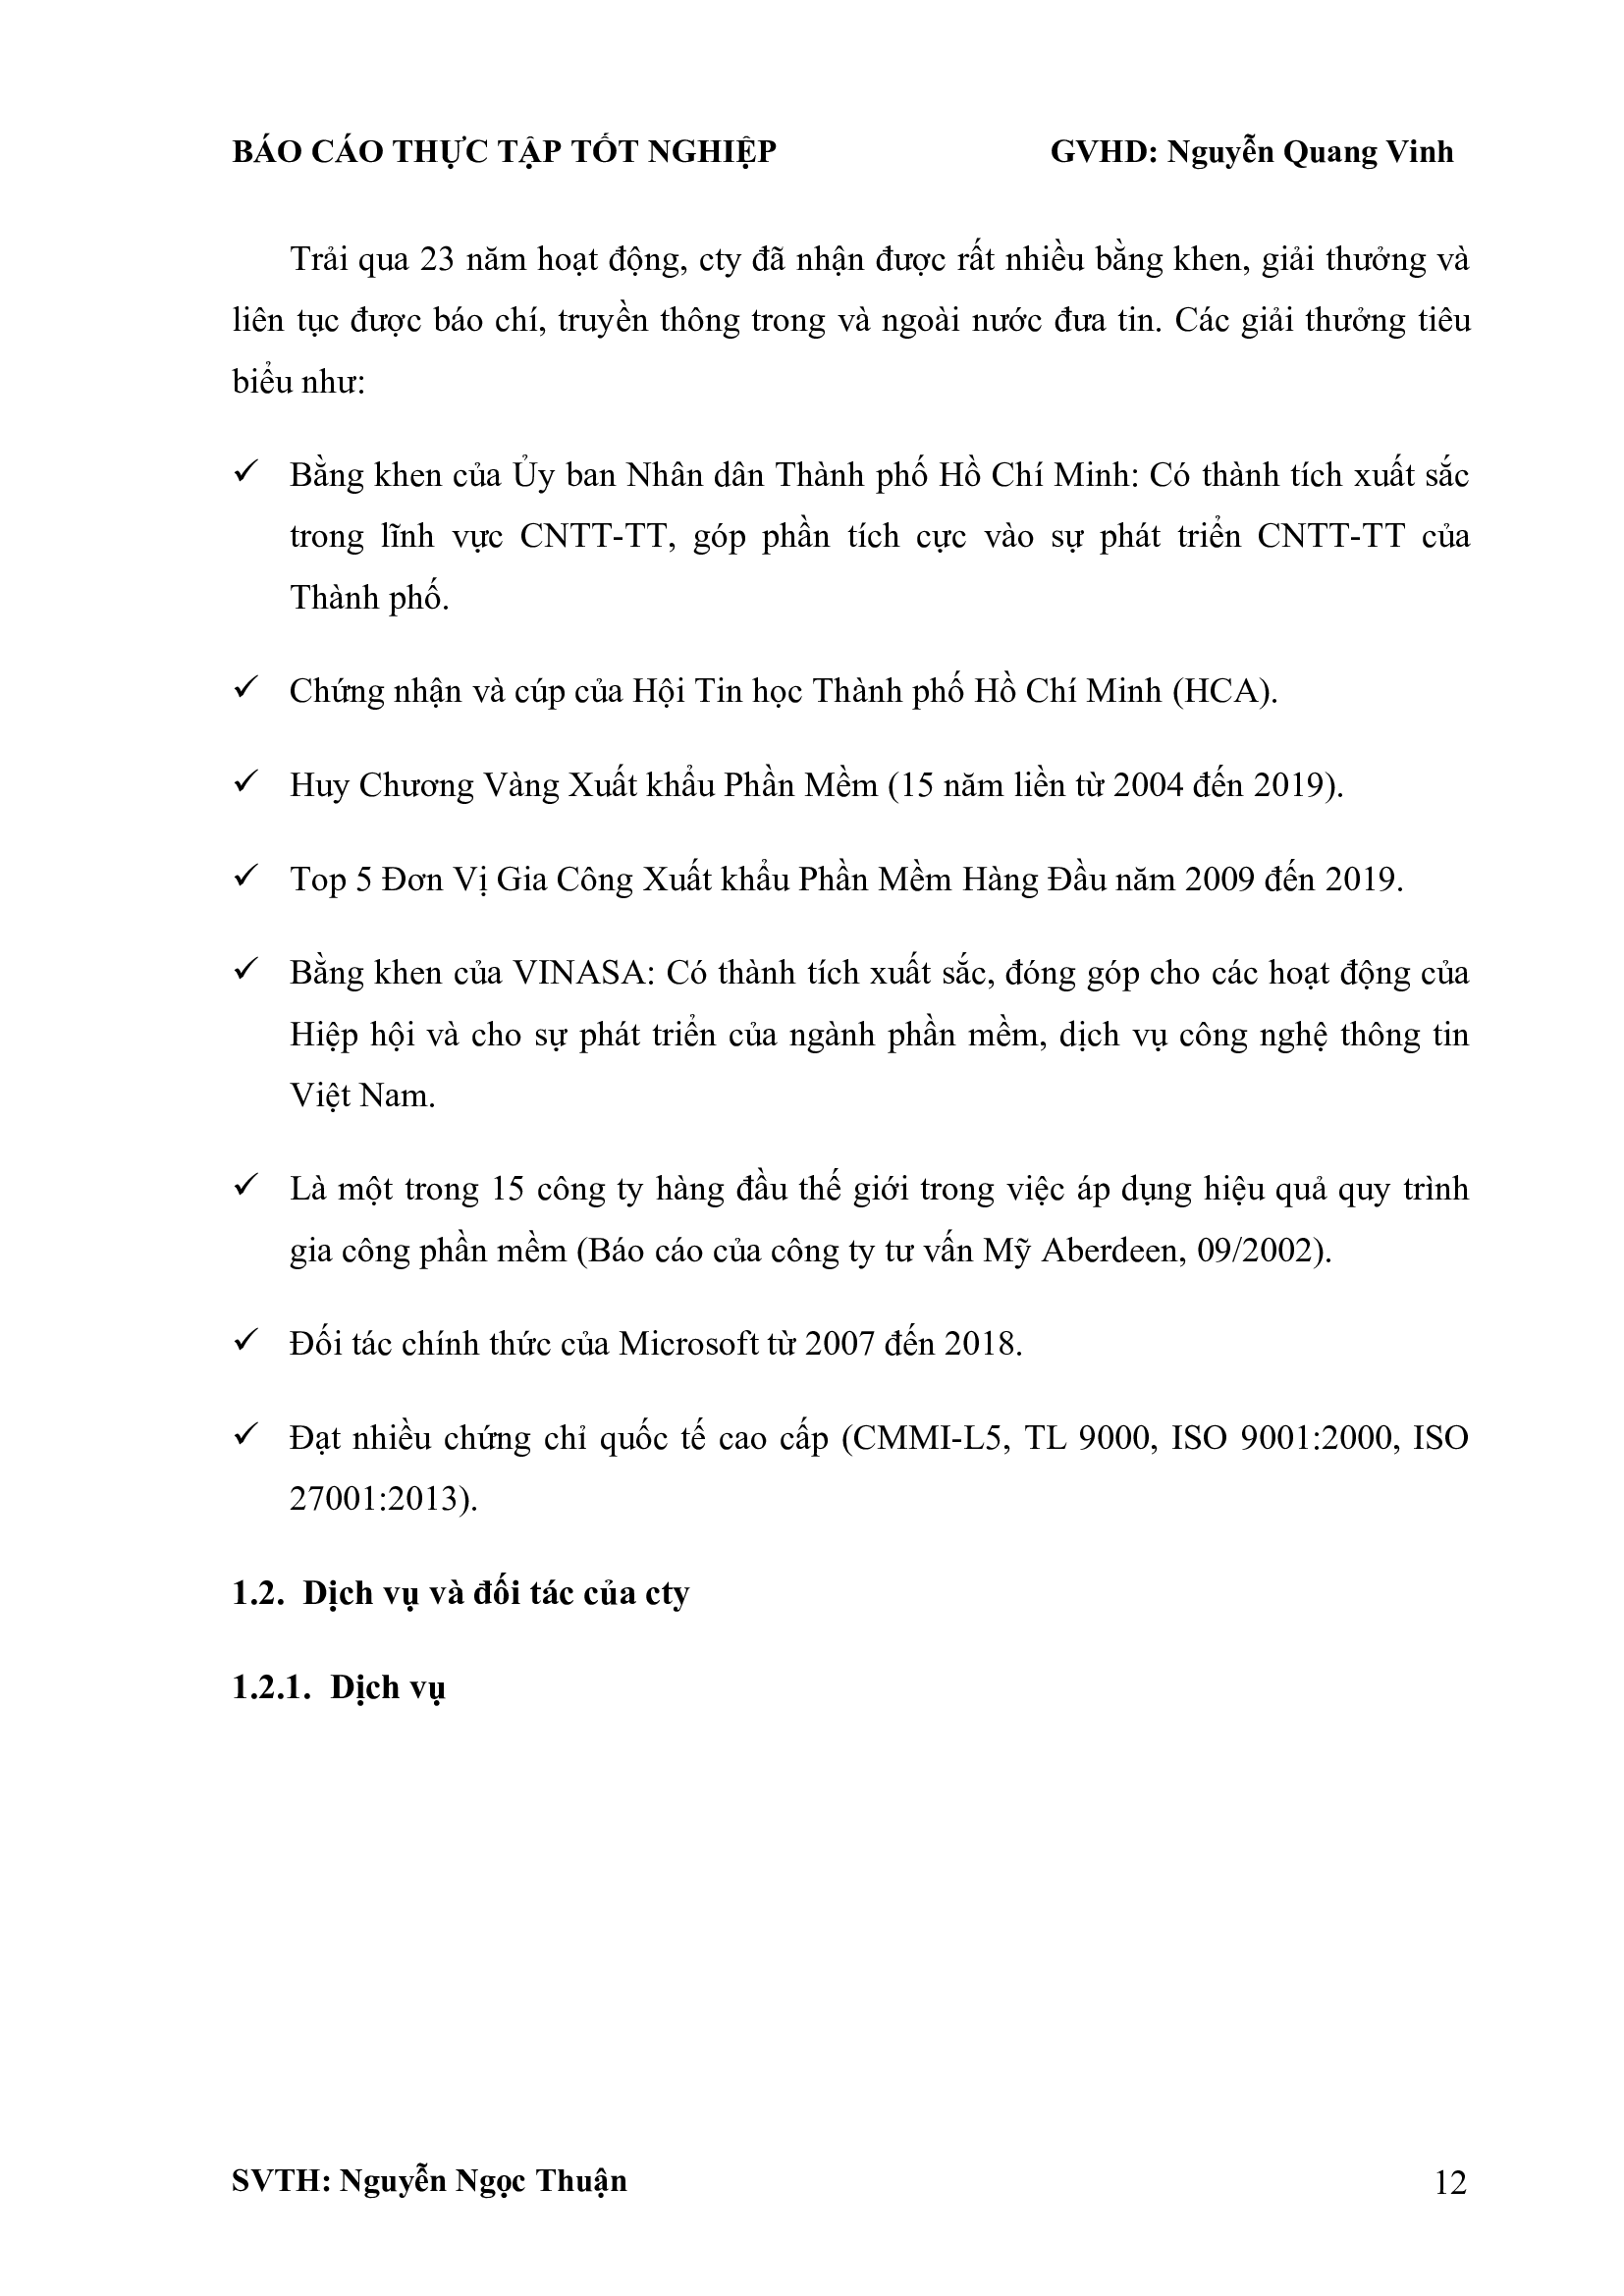 BÁO CÁO THỰC TẬP TỐT NGHIỆP GVHD: Nguyễn Quang Vinh
Trải qua 23 năm hoạt động, cty đã nhận được rất nhiều bằng khen, giải thưởng và
liên tục được báo chí, truyền thông trong và ngoài nước đưa tin. Các giải thưởng tiêu
biểu như:
✓ Bằng khen của Ủy ban Nhân dân Thành phố Hồ Chí Minh: Có thành tích xuất sắc
trong lĩnh vực CNTT-TT, góp phần tích cực vào sự phát triển CNTT-TT của
Thành phố.
✓ Chứng nhận và cúp của Hội Tin học Thành phố Hồ Chí Minh (HCA).
✓ Huy Chương Vàng Xuất khẩu Phần Mềm (15 năm liền từ 2004 đến 2019).
✓ Top 5 Đơn Vị Gia Công Xuất khẩu Phần Mềm Hàng Đầu năm 2009 đến 2019.
✓ Bằng khen của VINASA: Có thành tích xuất sắc, đóng góp cho các hoạt động của
Hiệp hội và cho sự phát triển của ngành phần mềm, dịch vụ công nghệ thông tin
Việt Nam.
✓ Là một trong 15 công ty hàng đầu thế giới trong việc áp dụng hiệu quả quy trình
gia công phần mềm (Báo cáo của công ty tư vấn Mỹ Aberdeen, 09/2002).
✓ Đối tác chính thức của Microsoft từ 2007 đến 2018.
✓ Đạt nhiều chứng chỉ quốc tế cao cấp (CMMI-L5, TL 9000, ISO 9001:2000, ISO
27001:2013).
1.2. Dịch vụ và đối tác của cty
1.2.1. Dịch vụ
SVTH: Nguyễn Ngọc Thuận 12